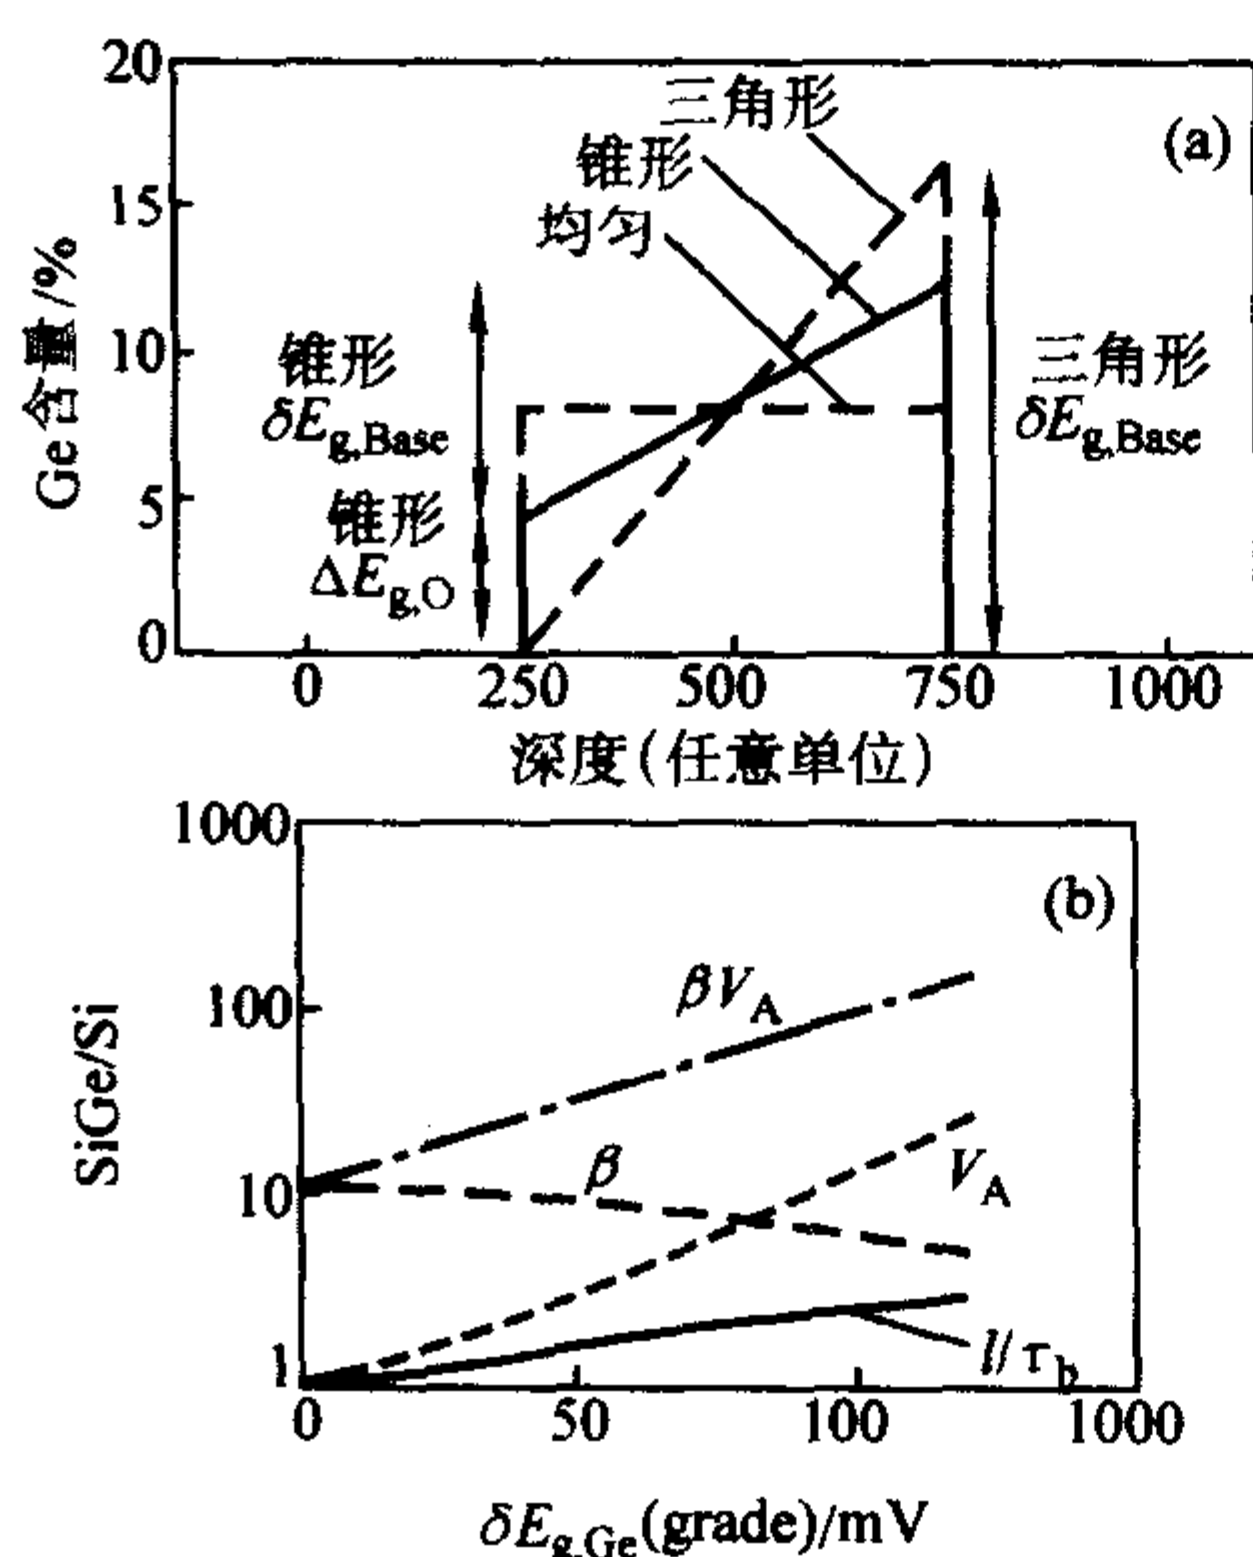 20
三角形
(a)
锥形
15
均匀
Ge含量/%
10
锥形
δEg,Base
三角形
δEg,Base
5
锥形
ΔEg,O
0
0 250 500 750 1000
深度(任意单位)
1000
(b)
βVA
100
SiGe/Si
β
VA
10
l/τb
1
0 50 100 1000
δEg,Ge(grade)/mV